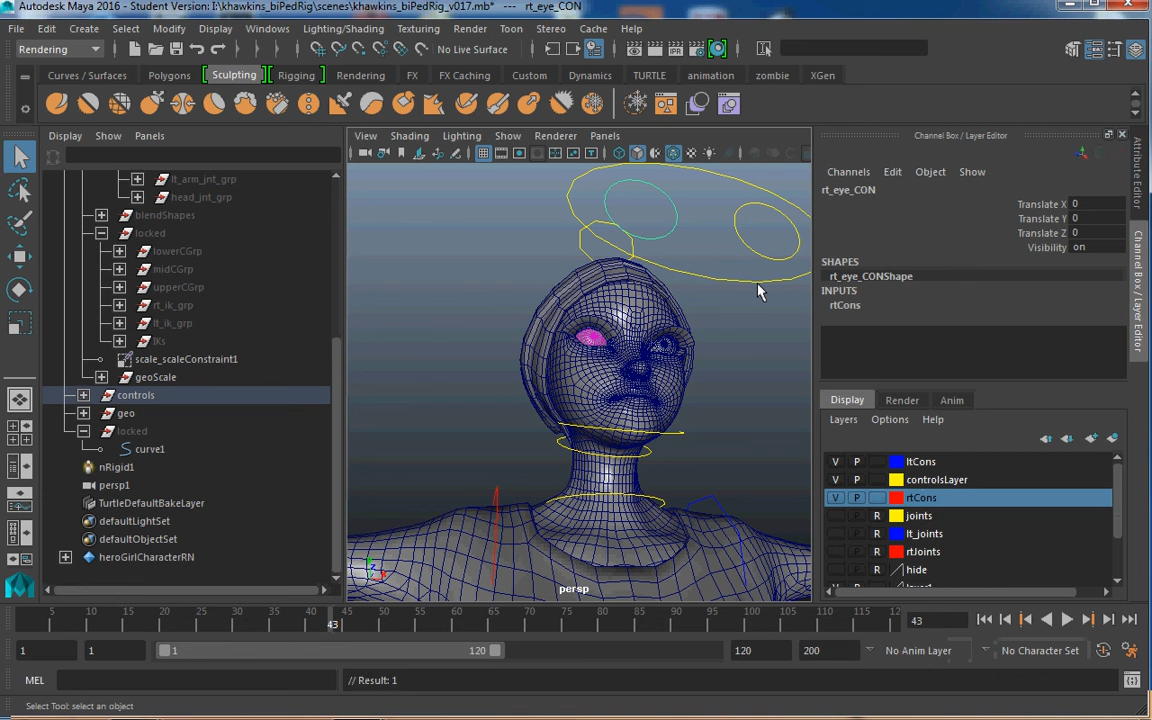 Autodesk Maya 2016 - Student Version: I:\khawkins_biPedRig\scenes\khawkins_biPedRig_v017.mb* --- rt_eye_CON
File Edit Create Select Modify Display Windows Lighting/Shading Texturing Render Toon Stereo Cache Help
Rendering No Live Surface
Curves / Surfaces Polygons Sculpting Rigging Rendering FX FX Caching Custom Dynamics TURTLE animation zombie XGen
Display Show Panels
View Shading Lighting Show Renderer Panels
Channel Box / Layer Editor
Channels Edit Object Show
rt_eye_CON
Translate X 0
Translate Y 0
Translate Z 0
Visibility on
SHAPES
rt_eye_CONShape
INPUTS
rtCons
Attribute Editor
Channel Box / Layer Editor
lt_arm_jnt_grp
head_jnt_grp
blendShapes
locked
lowerCGrp
midCGrp
upperCGrp
rt_ik_grp
lt_ik_grp
IKs
scale_scaleConstraint1
geoScale
controls
geo
locked
curve1
nRigid1
persp1
TurtleDefaultBakeLayer
defaultLightSet
defaultObjectSet
heroGirlCharacterRN
persp
Display Render Anim
Layers Options Help
V P ltCons
V P controlsLayer
V P rtCons
R joints
R lt_joints
R rtJoints
R hide
5 10 15 20 25 30 35 40 43 45 50 55 60 65 70 75 80 85 90 95 100 105 110 115 12
43
1 1 1 120 120 200 No Anim Layer No Character Set
MEL // Result: 1
Select Tool: select an object